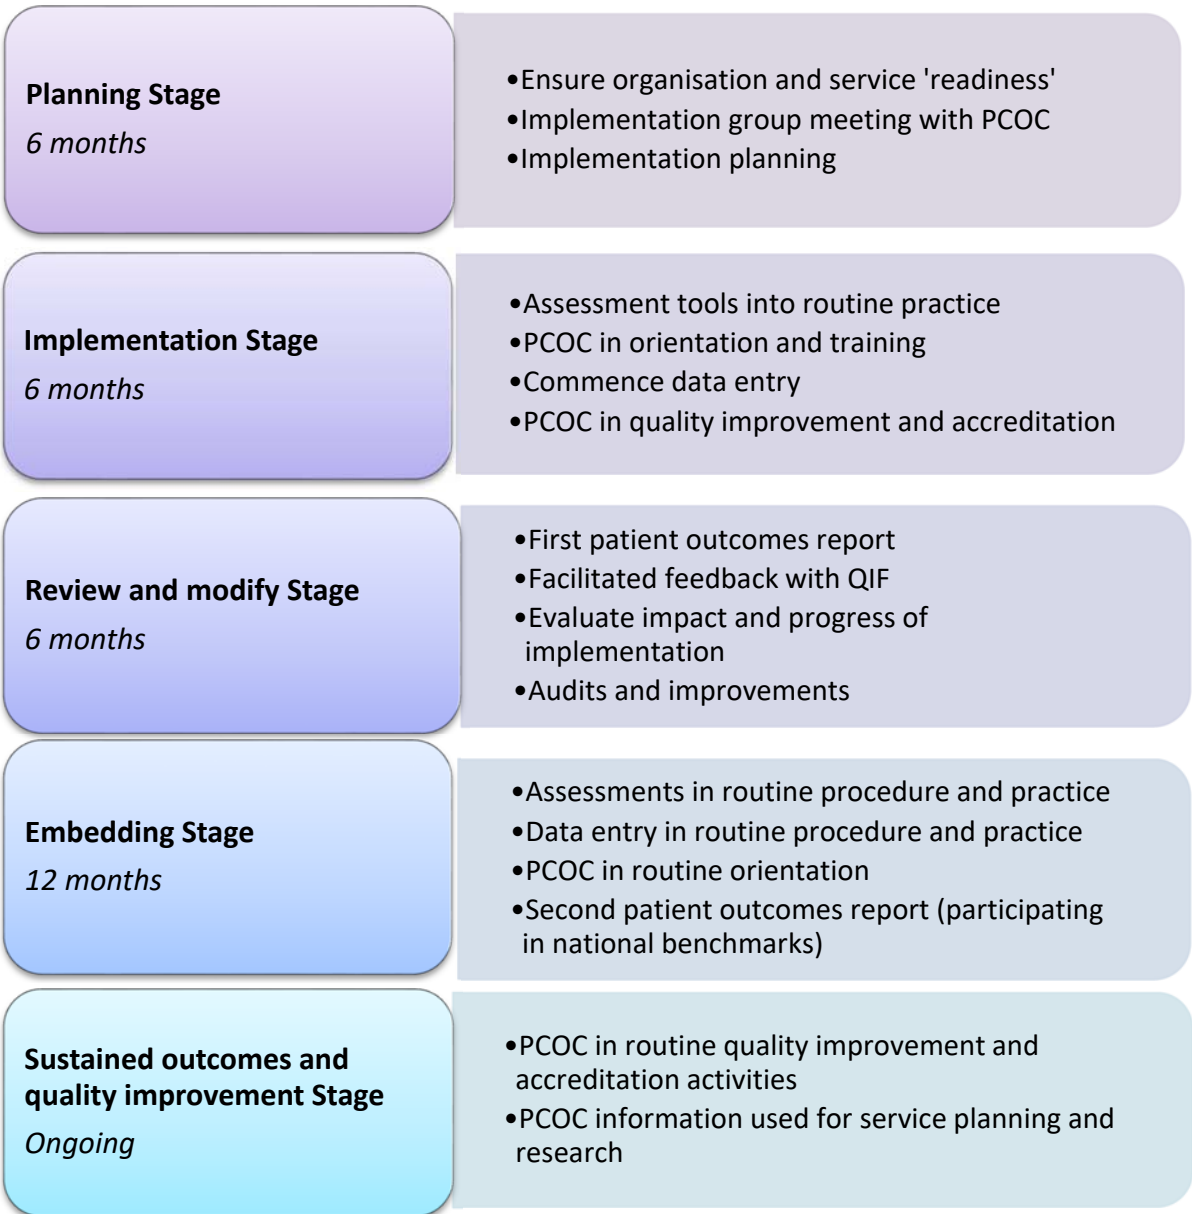 Planning Stage
6 months
•Ensure organisation and service 'readiness'
•Implementation group meeting with PCOC
•Implementation planning
Implementation Stage
6 months
•Assessment tools into routine practice
•PCOC in orientation and training
•Commence data entry
•PCOC in quality improvement and accreditation
Review and modify Stage
6 months
•First patient outcomes report
•Facilitated feedback with QIF
•Evaluate impact and progress of
implementation
•Audits and improvements
Embedding Stage
12 months
•Assessments in routine procedure and practice
•Data entry in routine procedure and practice
•PCOC in routine orientation
•Second patient outcomes report (participating
in national benchmarks)
Sustained outcomes and
quality improvement Stage
Ongoing
•PCOC in routine quality improvement and
accreditation activities
•PCOC information used for service planning and
research